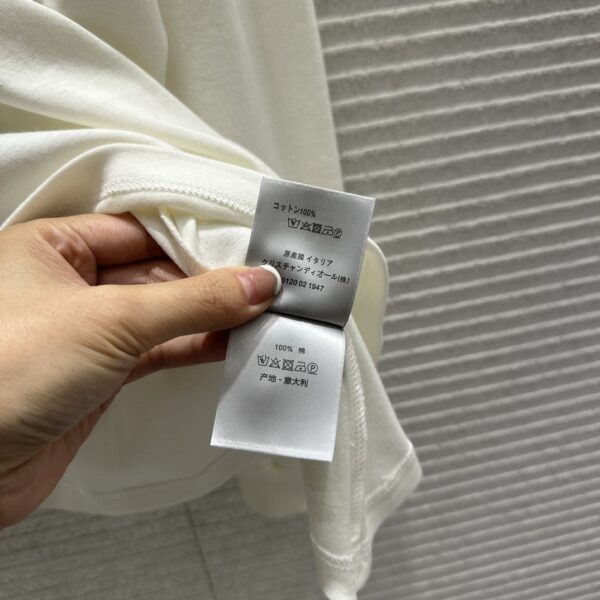 コットン100%
原産國 イタリア
クリスチャンディオール(株)
0120 02 1947
100% 棉
产地 - 意大利